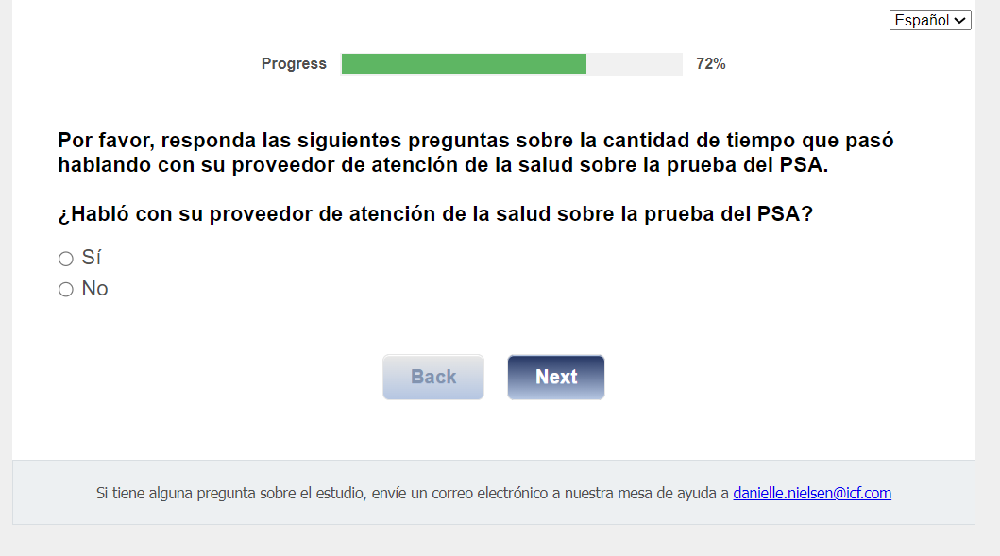 Español
Progress 72%
Por favor, responda las siguientes preguntas sobre la cantidad de tiempo que pasó
hablando con su proveedor de atención de la salud sobre la prueba del PSA.
¿Habló con su proveedor de atención de la salud sobre la prueba del PSA?
Sí
No
Back Next
Si tiene alguna pregunta sobre el estudio, envíe un correo electrónico a nuestra mesa de ayuda a danielle.nielsen@icf.com